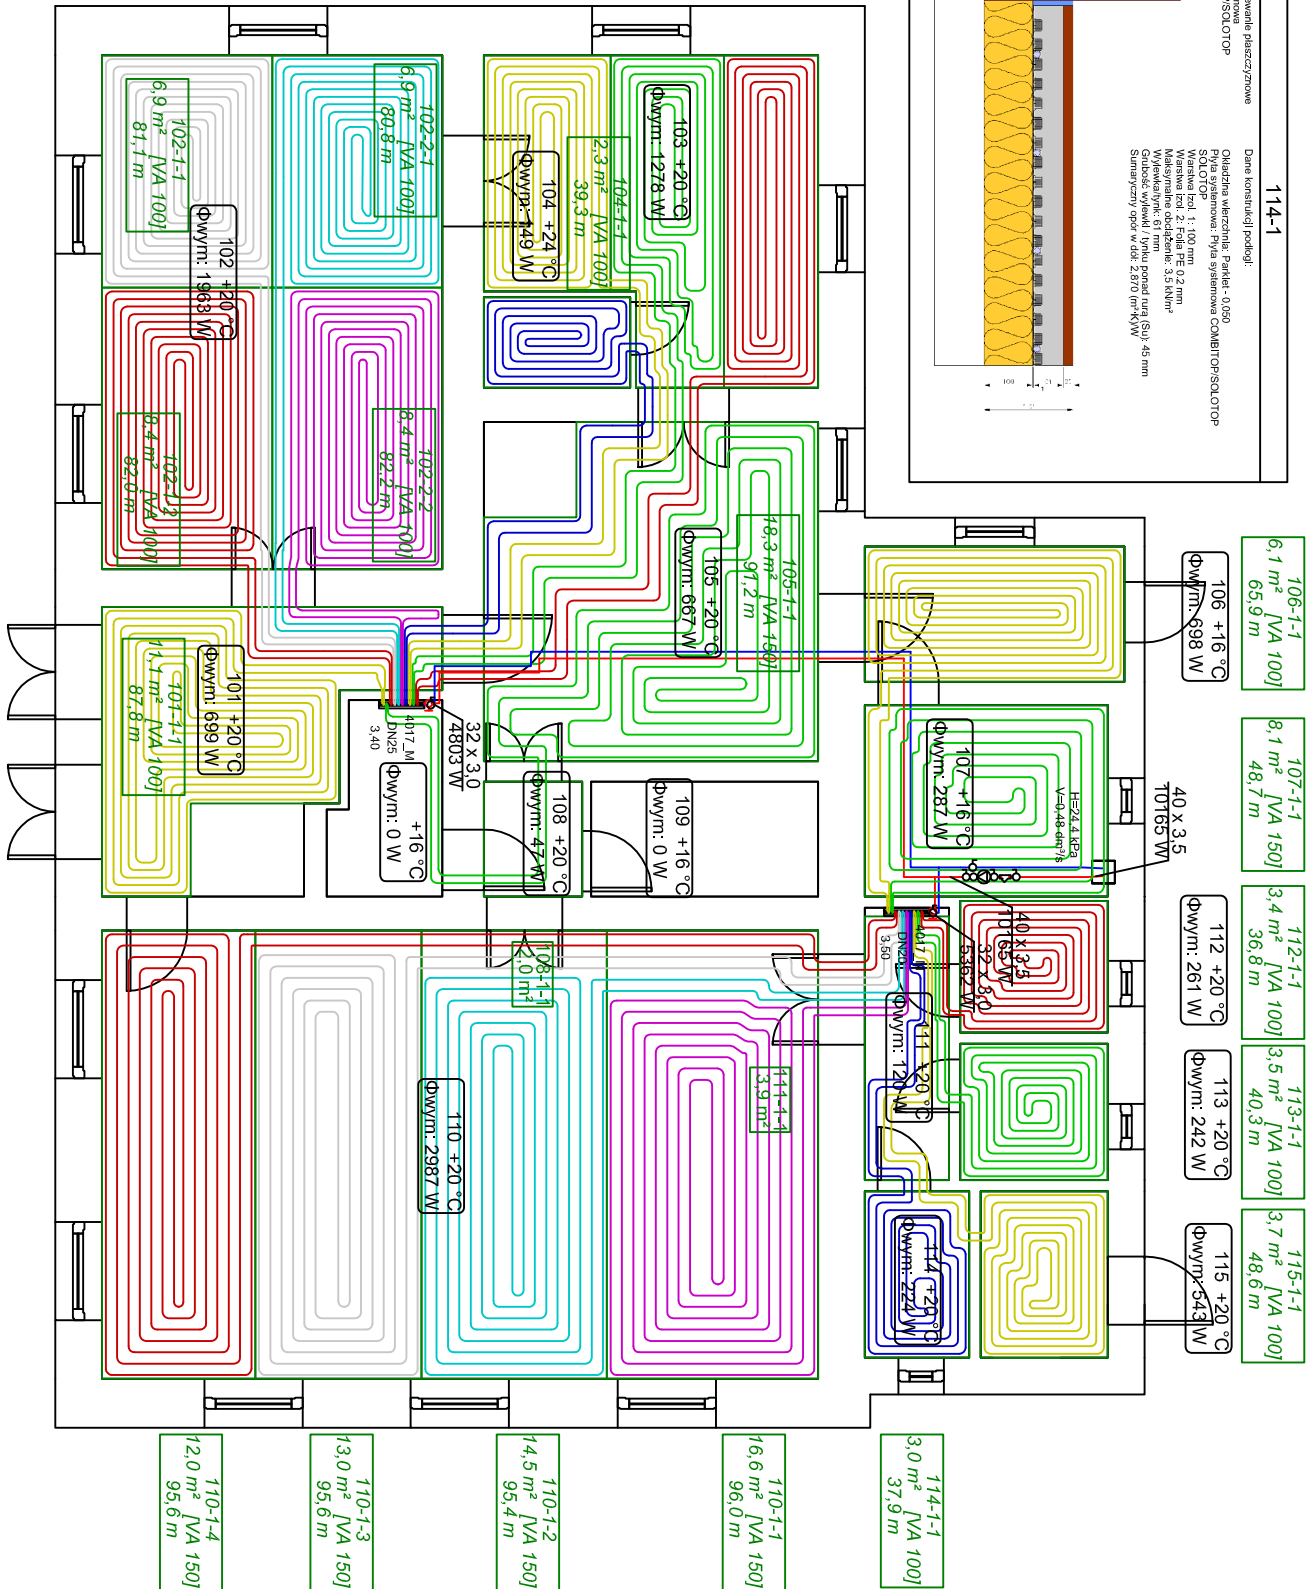 114-1
ewanie płaszczyznowe
nowa
P/SOLOTOP
Dane konstrukcji podłogi:
Okładzina wierzchnia: Parkiet - 0,050
Płyta systemowa: Płyta systemowa COMBITOP/SOLOTOP
SOLOTOP
Warstwa izol. 1: 100 mm
Warstwa izol. 2: Folia PE 0.2 mm
Maksymalne obciążenie: 3,5 kN/m²
Wylewka/tynk: 61 mm
Grubość wylewki / tynku ponad rurą (Su): 45 mm
Sumaryczny opór w dół: 2,870 (m²·K)/W
100
106-1-1
6,1 m² [VA 100]
65,9 m
107-1-1
8,1 m² [VA 150]
48,7 m
112-1-1
3,4 m² [VA 100]
36,8 m
113-1-1
3,5 m² [VA 100]
40,3 m
115-1-1
3,7 m² [VA 100]
48,6 m
106 +16 °C
Φwym: 698 W
40 x 3,5
10165 W
112 +20 °C
Φwym: 261 W
113 +20 °C
Φwym: 242 W
115 +20 °C
Φwym: 543 W
H=24,4 kPa
V=0,48 dm³/s
107 +16 °C
Φwym: 287 W
40 x 3,5
10165 W
32 x 3,0
5362 W
4017_M
DN20
3,50
111 +20 °C
Φwym: 120 W
114 +20 °C
Φwym: 224 W
105-1-1
18,3 m² [VA 150]
91,2 m
105 +20 °C
Φwym: 667 W
103 +20 °C
Φwym: 1278 W
104-1-1
2,3 m² [VA 100]
39,3 m
104 +24 °C
Φwym: 149 W
109 +16 °C
Φwym: 0 W
108 +20 °C
Φwym: 47 W
111-1-1
3,9 m²
108-1-1
2,0 m²
32 x 3,0
4803 W
4017_M
DN25
3,40
+16 °C
Φwym: 0 W
110 +20 °C
Φwym: 2987 W
102-2-1
6,9 m² [VA 100]
80,8 m
102-2-2
8,4 m² [VA 100]
82,2 m
102 +20 °C
Φwym: 1963 W
102-1-1
6,9 m² [VA 100]
81,1 m
102-1-2
8,4 m² [VA 100]
82,0 m
101 +20 °C
Φwym: 699 W
101-1-1
11,1 m² [VA 100]
87,8 m
114-1-1
3,0 m² [VA 100]
37,9 m
110-1-1
16,6 m² [VA 150]
96,0 m
110-1-2
14,5 m² [VA 150]
95,4 m
110-1-3
13,0 m² [VA 150]
95,6 m
110-1-4
12,0 m² [VA 150]
95,6 m